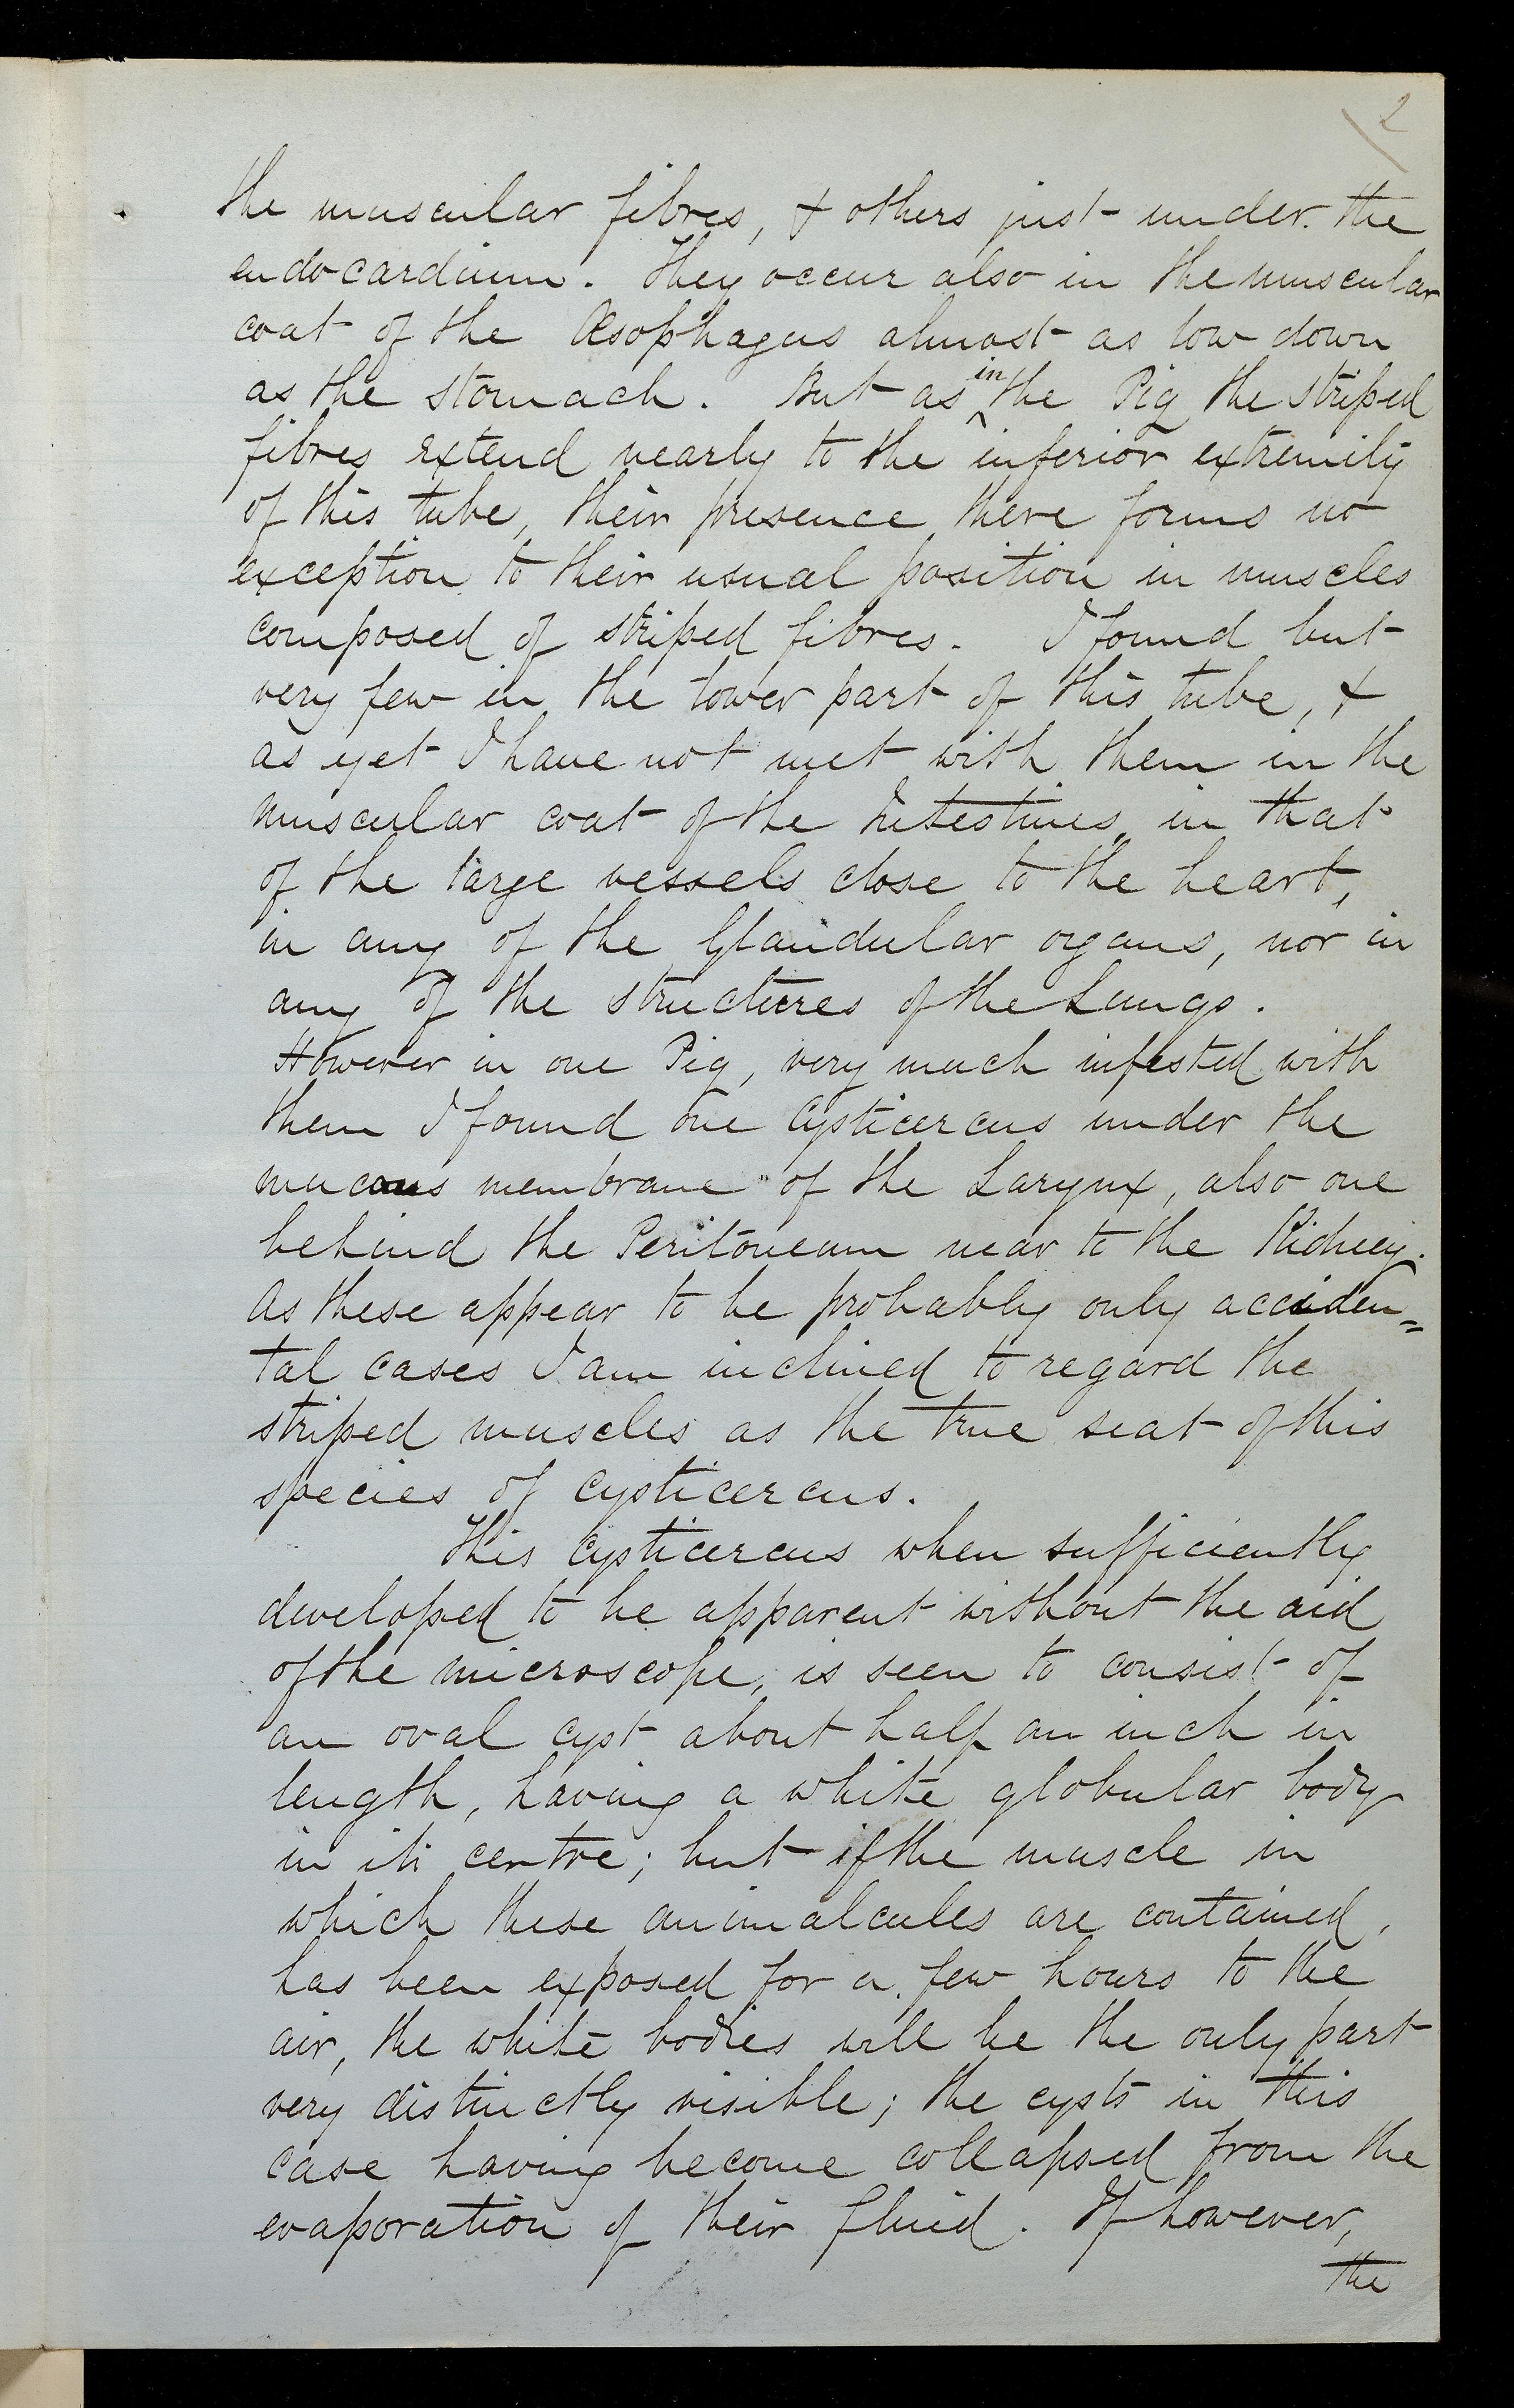 2
the muscular fibres, & others just under the
endocardium. They occur also in the muscular
coat of the Œsophagus almost as low down
as the stomach. But as in the Pig the striped
fibres extend nearly to the inferior extremity
of this tube, their presence there forms no
exception to their usual position in muscles
composed of striped fibres. I found but
very few in the lower part of this tube, &
as yet I have not met with them in the
muscular coat of the Intestines, in that
of the large vessels close to the heart,
in any of the Glandular organs, nor in
any of the structures of the Lungs.
However in one Pig, very much infested with
them I found one Cysticercus under the
mucous membrane of the Larynx, also one
behind the Peritoneum near to the Kidney.
As these appear to be probably only acciden=
tal cases I am inclined to regard the
striped muscles as the true seat of this
species of Cysticercus.
This Cysticercus when sufficiently
developed to be apparent without the aid
of the microscope, is seen to consist of
an oval cyst about half an inch in
length, having a white globular body
in its centre; but if the muscle in
which these animalcules are contained,
has been exposed for a few hours to the
air, the white bodies will be the only part
very distinctly visible; the cysts in this
case having become collapsed from the
evaporation of their fluid. If however,
the